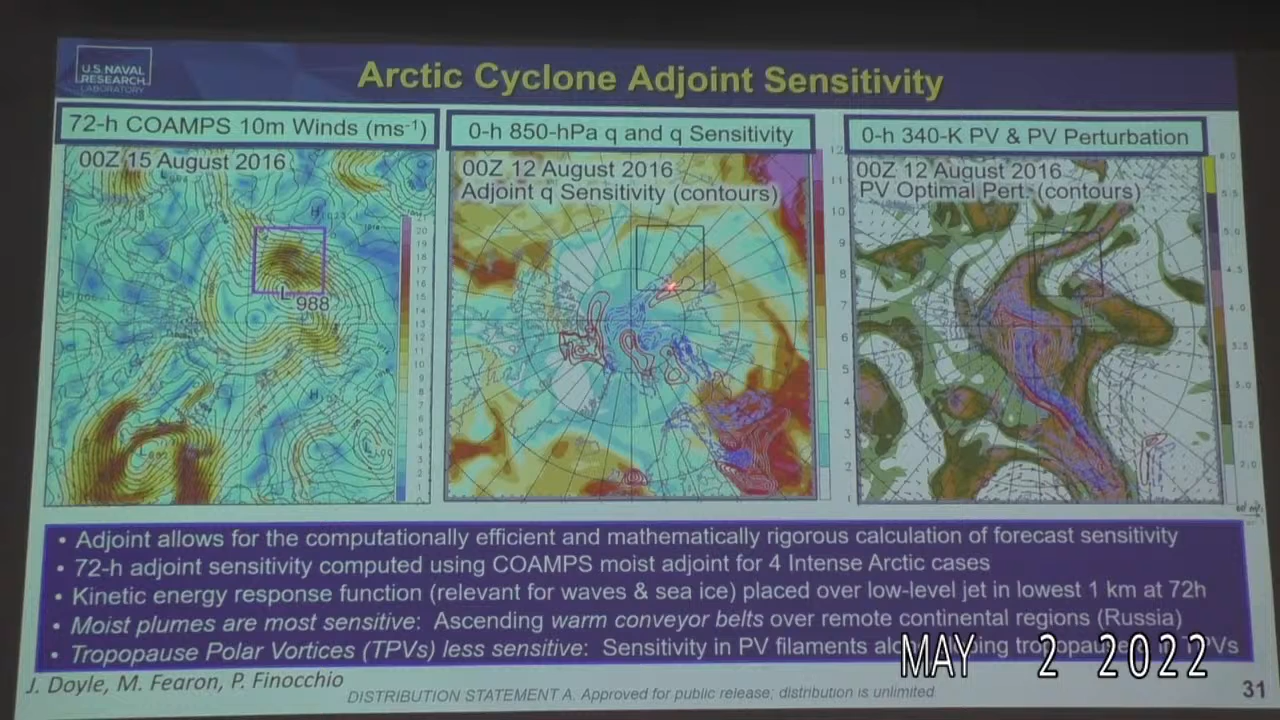 U.S. NAVAL
RESEARCH
LABORATORY
Arctic Cyclone Adjoint Sensitivity
72-h COAMPS 10m Winds (ms-1)
0-h 850-hPa q and q Sensitivity
0-h 340-K PV & PV Perturbation
00Z 15 August 2016
00Z 12 August 2016
Adjoint q Sensitivity (contours)
00Z 12 August 2016
PV Optimal Pert. (contours)
L 988
• Adjoint allows for the computationally efficient and mathematically rigorous calculation of forecast sensitivity
• 72-h adjoint sensitivity computed using COAMPS moist adjoint for 4 Intense Arctic cases
• Kinetic energy response function (relevant for waves & sea ice) placed over low-level jet in lowest 1 km at 72h
• Moist plumes are most sensitive: Ascending warm conveyor belts over remote continental regions (Russia)
• Tropopause Polar Vortices (TPVs) less sensitive: Sensitivity in PV filaments
MAY 2 2022
J. Doyle, M. Fearon, P. Finocchio
DISTRIBUTION STATEMENT A. Approved for public release; distribution is unlimited
31